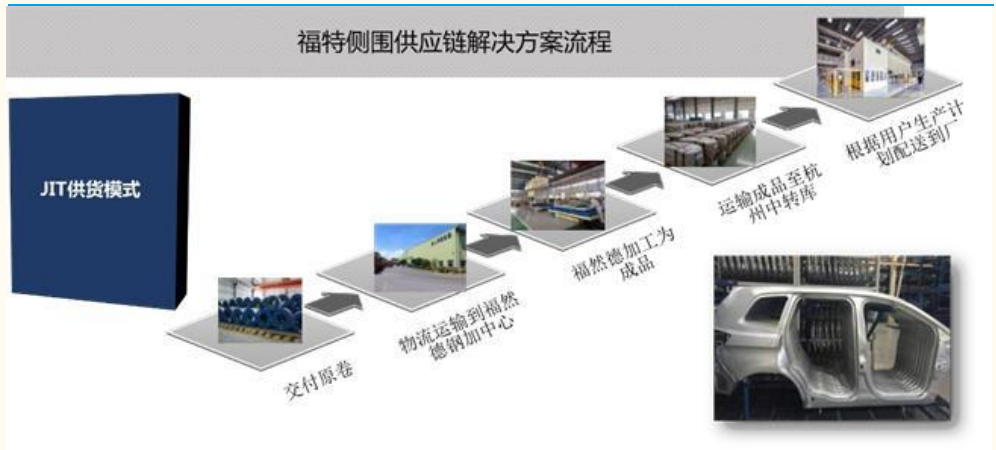 福特侧围供应链解决方案流程
JIT供货模式
交付原卷
物流运输到福然
德钢加中心
福然德加工为
成品
运输成品至杭
州中转库
根据用户生产计
划配送到厂